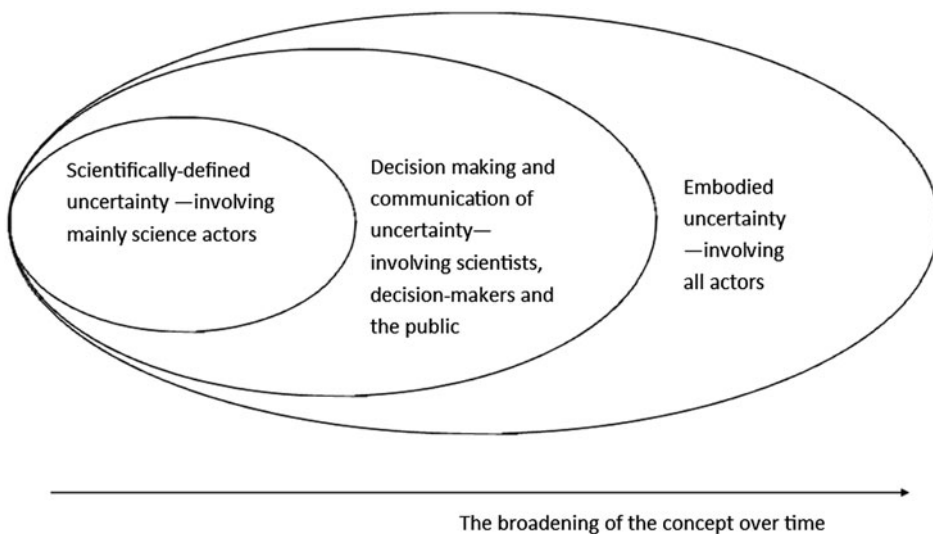 Scientifically-defined
uncertainty —involving
mainly science actors
Decision making and
communication of
uncertainty—
involving scientists,
decision-makers and
the public
Embodied
uncertainty
—involving
all actors
The broadening of the concept over time